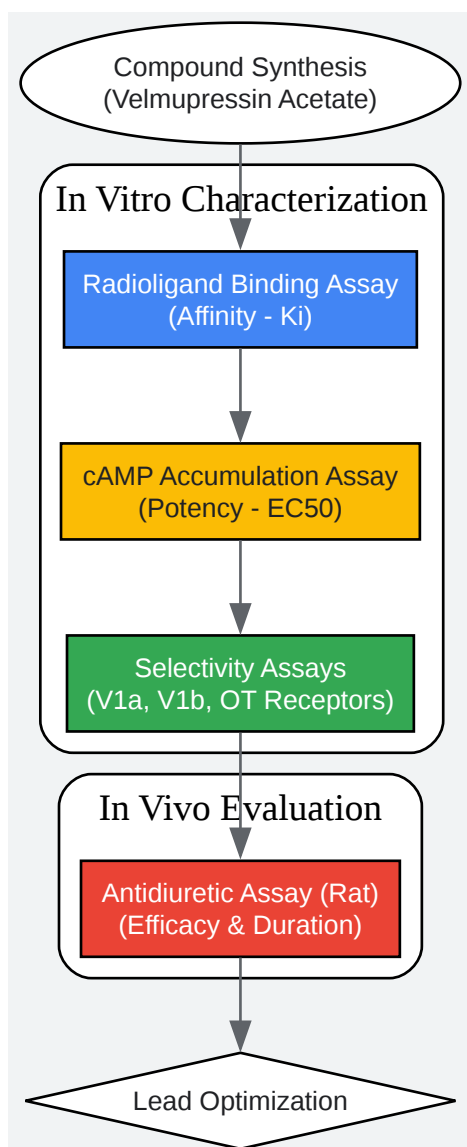 Compound Synthesis
(Velmupressin Acetate)
In Vitro Characterization
Radioligand Binding Assay
(Affinity - Ki)
cAMP Accumulation Assay
(Potency - EC50)
Selectivity Assays
(V1a, V1b, OT Receptors)
In Vivo Evaluation
Antidiuretic Assay (Rat)
(Efficacy & Duration)
Lead Optimization